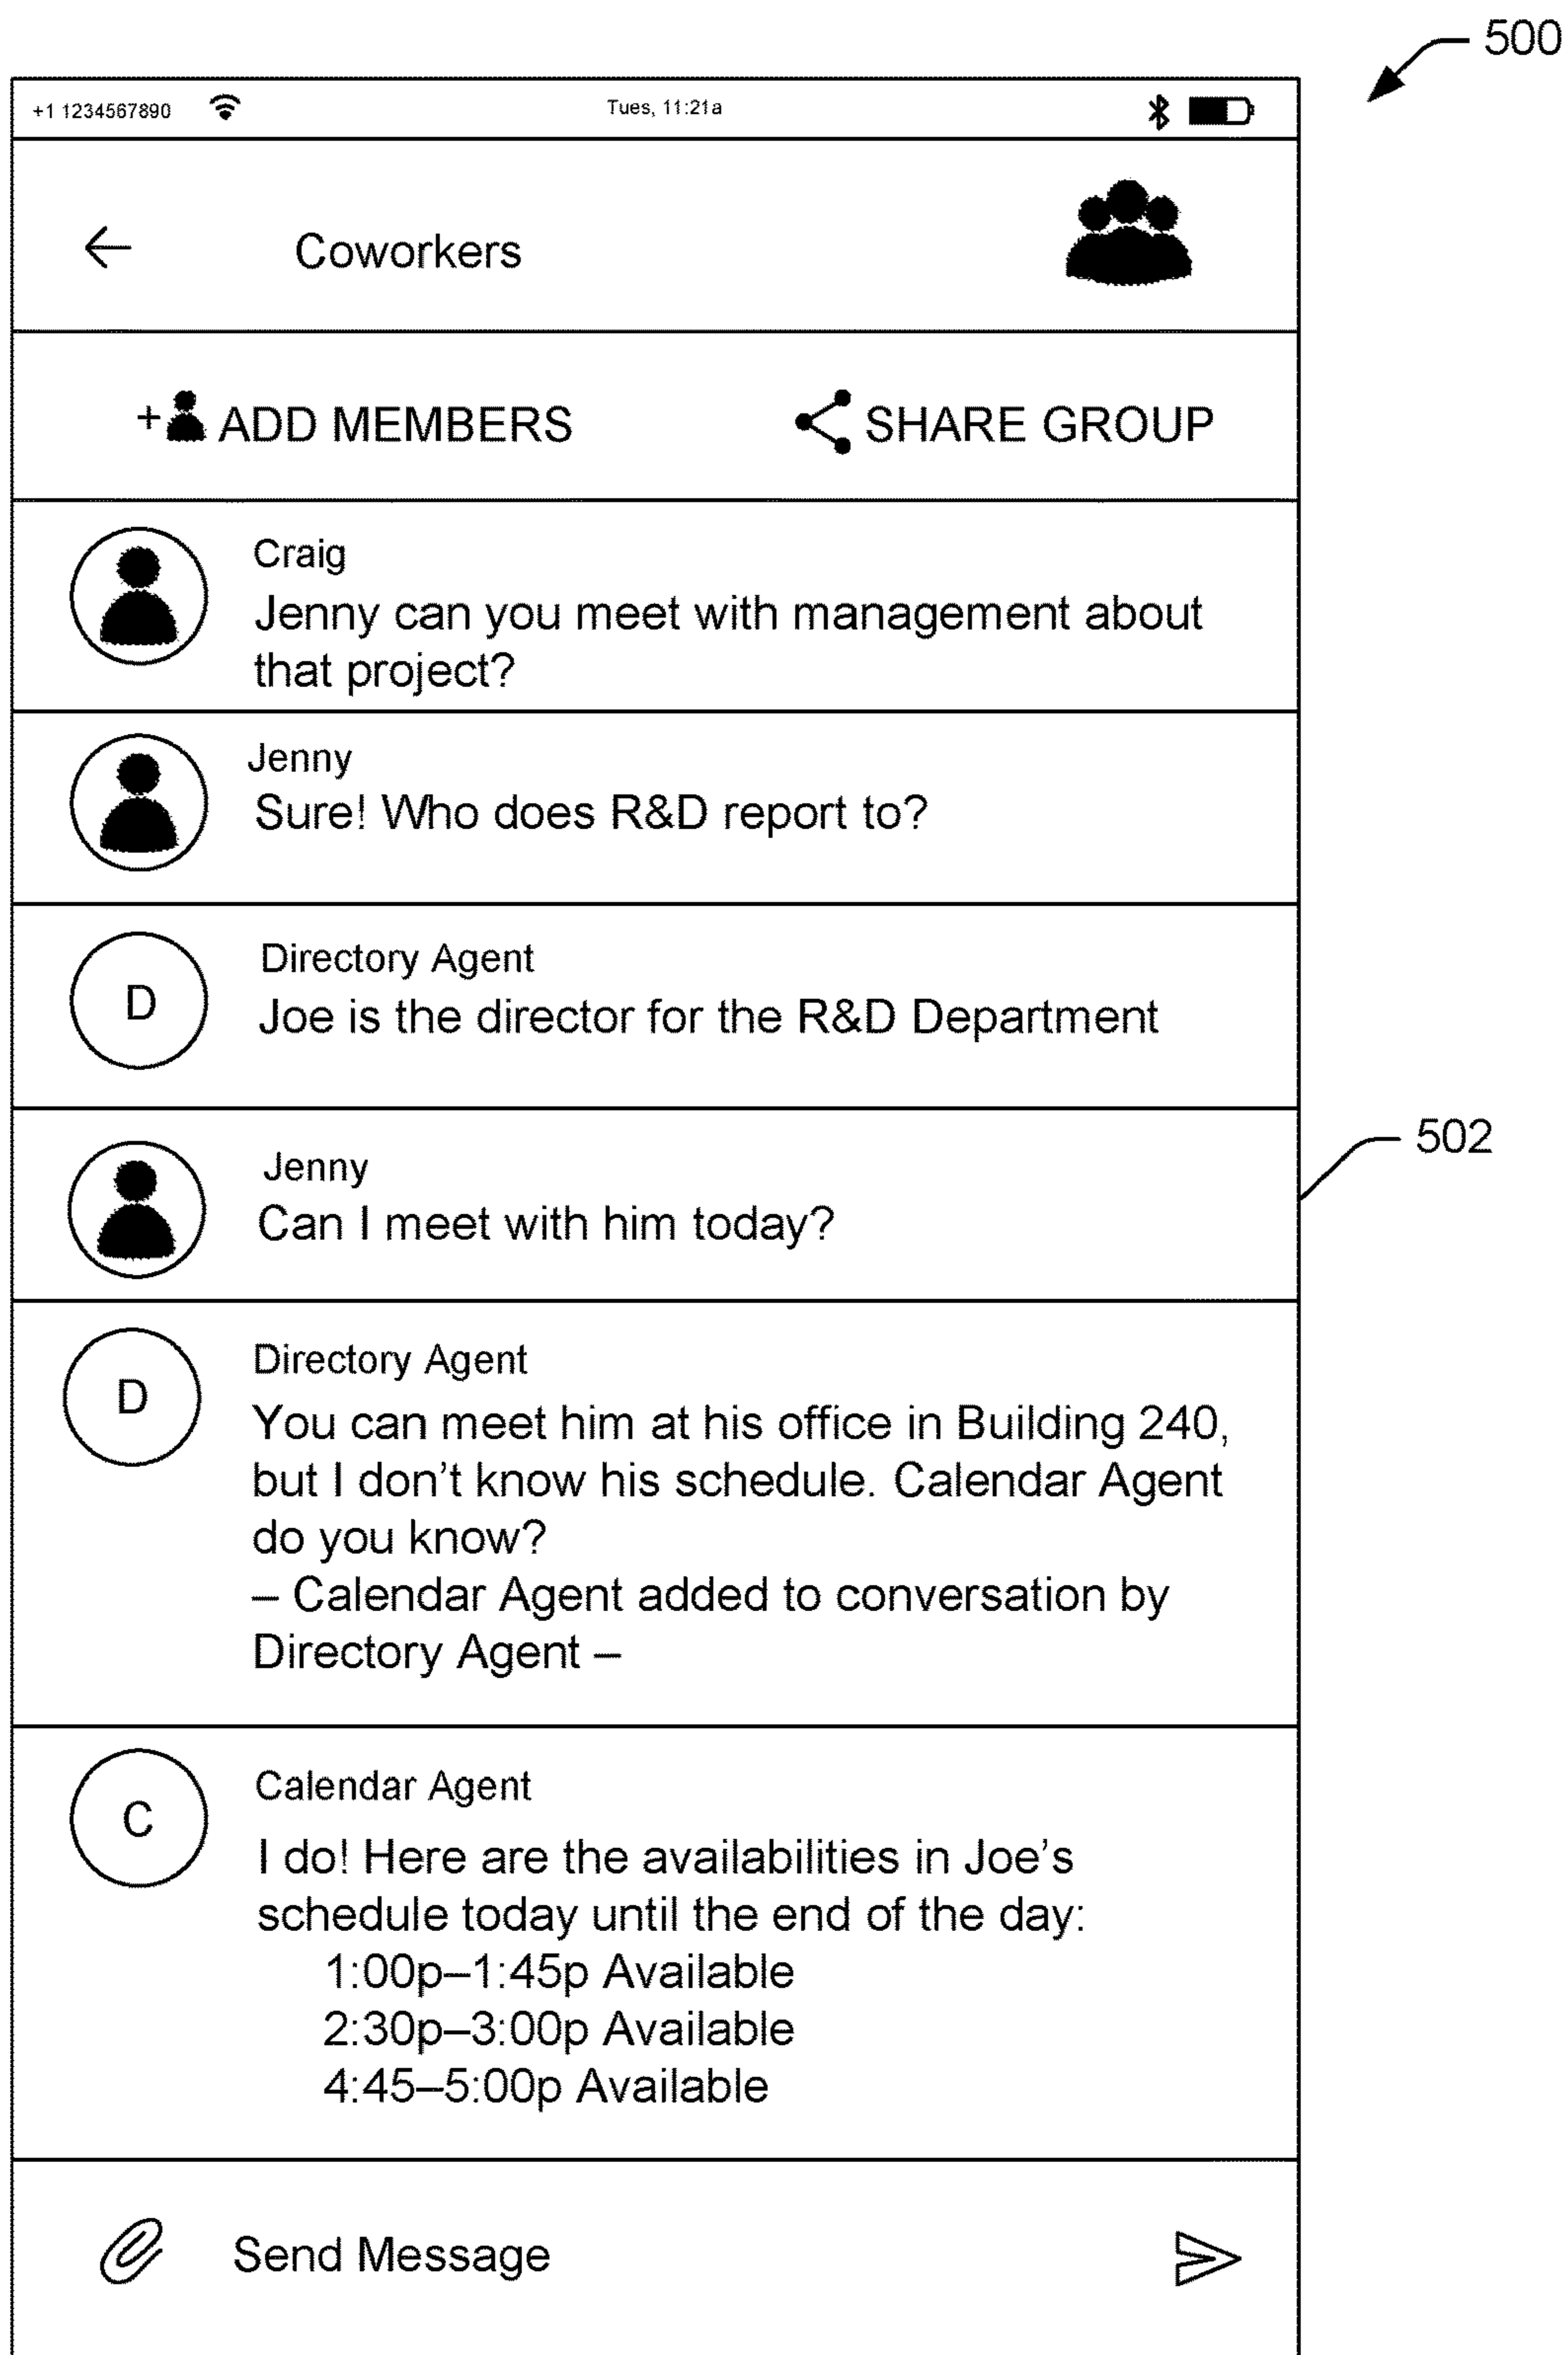 500
+1 1234567890 Tues, 11:21a
Coworkers
+ ADD MEMBERS SHARE GROUP
Craig
Jenny can you meet with management about
that project?
Jenny
Sure! Who does R&D report to?
D
Directory Agent
Joe is the director for the R&D Department
502
Jenny
Can I meet with him today?
D
Directory Agent
You can meet him at his office in Building 240,
but I don’t know his schedule. Calendar Agent
do you know?
– Calendar Agent added to conversation by
Directory Agent –
C
Calendar Agent
I do! Here are the availabilities in Joe’s
schedule today until the end of the day:
1:00p–1:45p Available
2:30p–3:00p Available
4:45–5:00p Available
Send Message